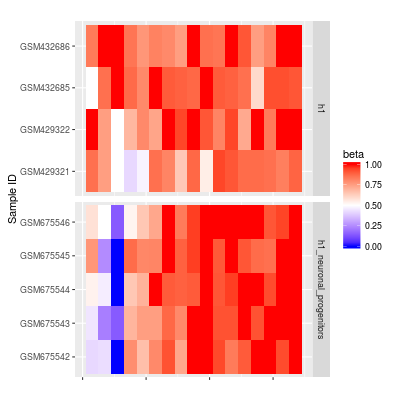 GSM432686
GSM432685
GSM429322
GSM429321
h1
GSM675546
GSM675545
GSM675544
GSM675543
GSM675542
h1_neuronal_progenitors
Sample ID
beta
1.00
0.75
0.50
0.25
0.00